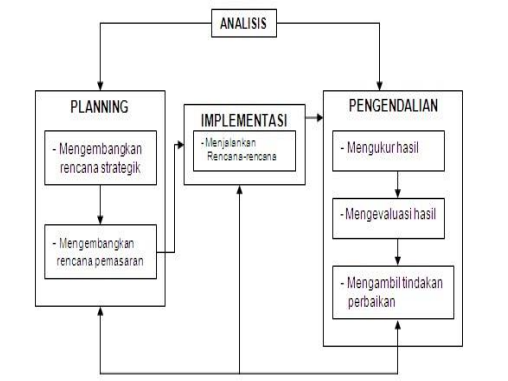 ANALISIS
PLANNING
- Mengembangkan
rencana strategik
- Mengembangkan
rencana pemasaran
IMPLEMENTASI
- Menjalankan
Rencana-rencana
PENGENDALIAN
- Mengukur hasil
- Mengevaluasi hasil
- Mengambil tindakan
perbaikan